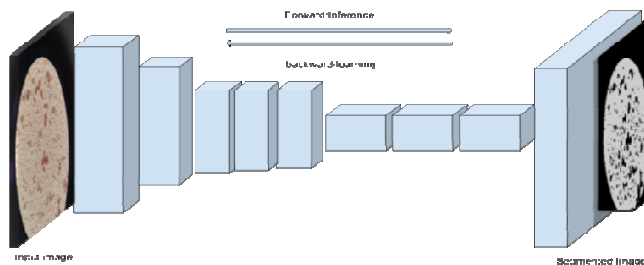 Forward/inference
backward/learning
Input image
Segmented Image